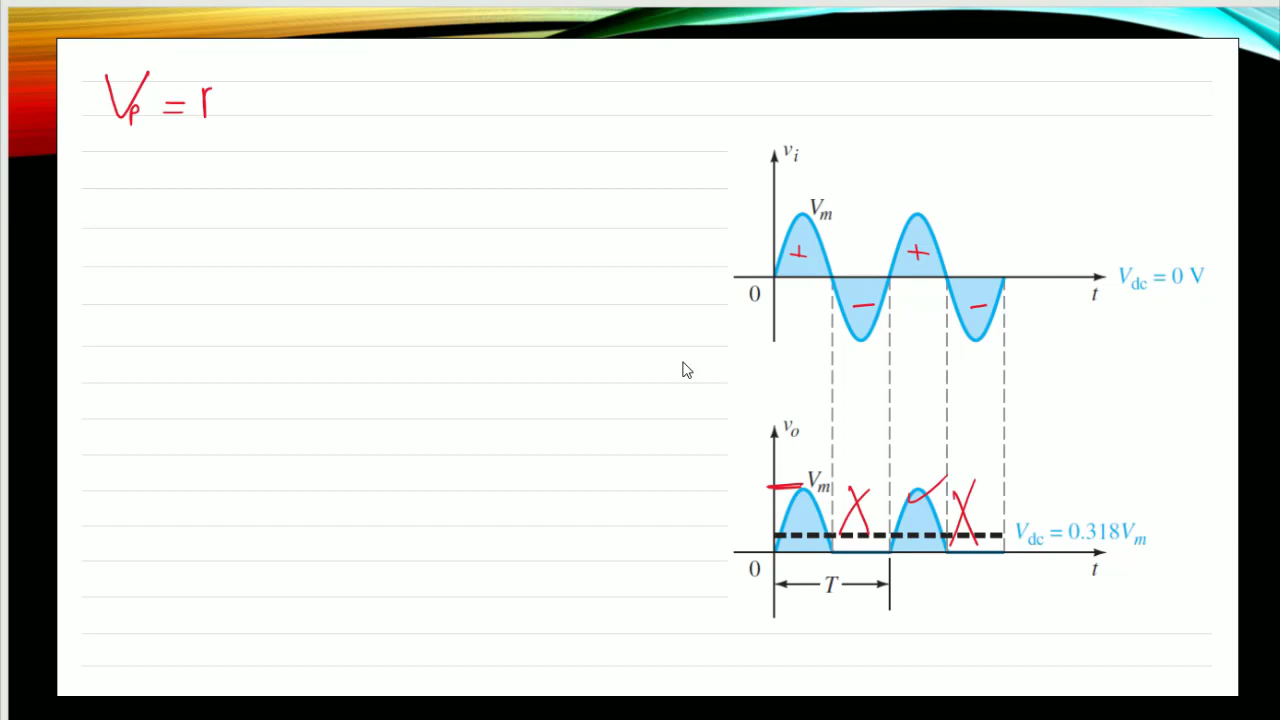 Vp = r
vi
Vm
+ +
0
t
Vdc = 0 V
− −
vo
Vm
X ✓ X
Vdc = 0.318Vm
0
t
T